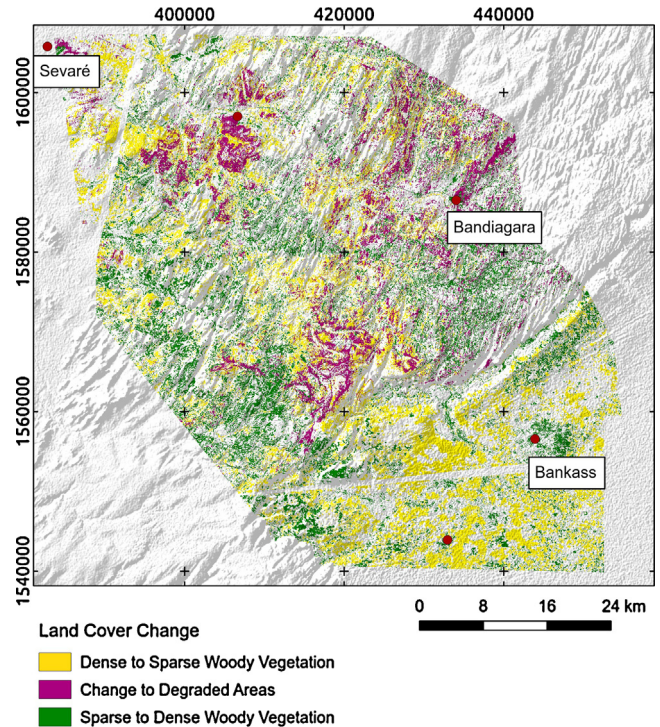 400000 420000 440000
Sevaré
1600000
Bandiagara
1580000
1560000
Bankass
1540000
0 8 16 24 km
Land Cover Change
Dense to Sparse Woody Vegetation
Change to Degraded Areas
Sparse to Dense Woody Vegetation